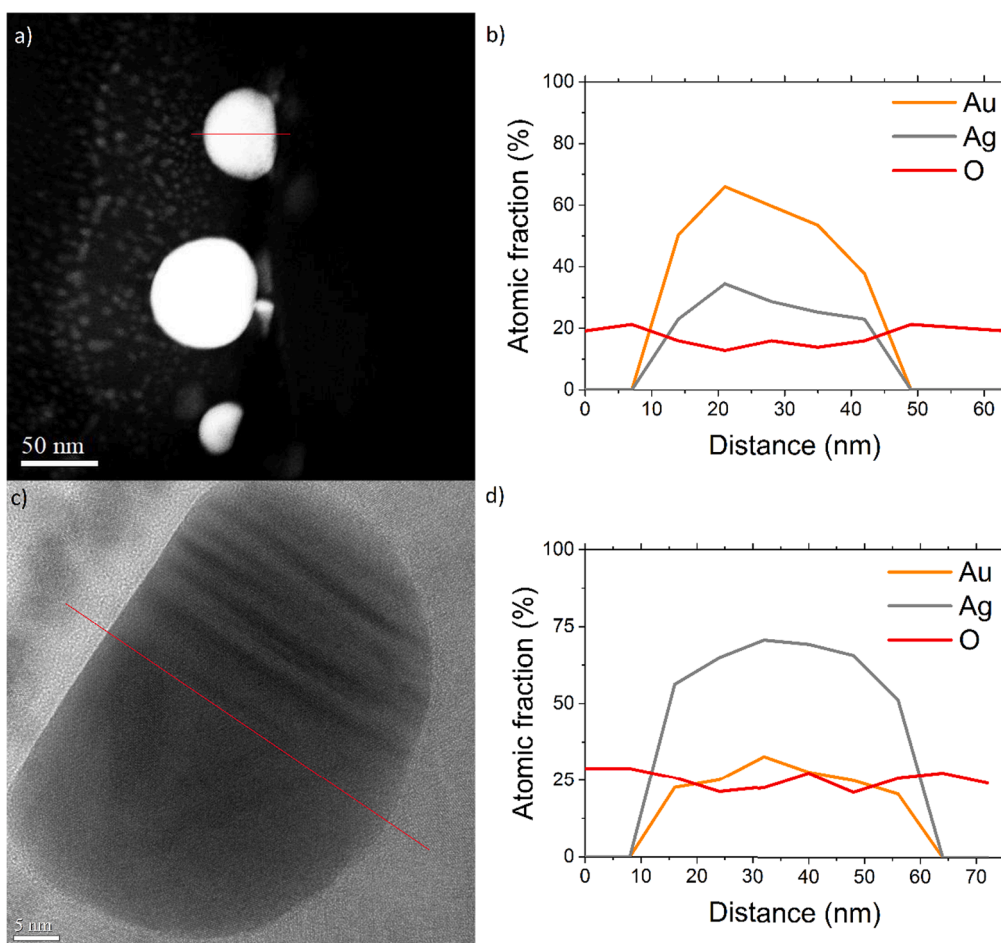 a)
50 nm
b)
100
80
60
40
20
0
Atomic fraction (%)
Au
Ag
O
0 10 20 30 40 50 60
Distance (nm)
c)
5 nm
d)
100
75
50
25
0
Atomic fraction (%)
Au
Ag
O
0 10 20 30 40 50 60 70
Distance (nm)